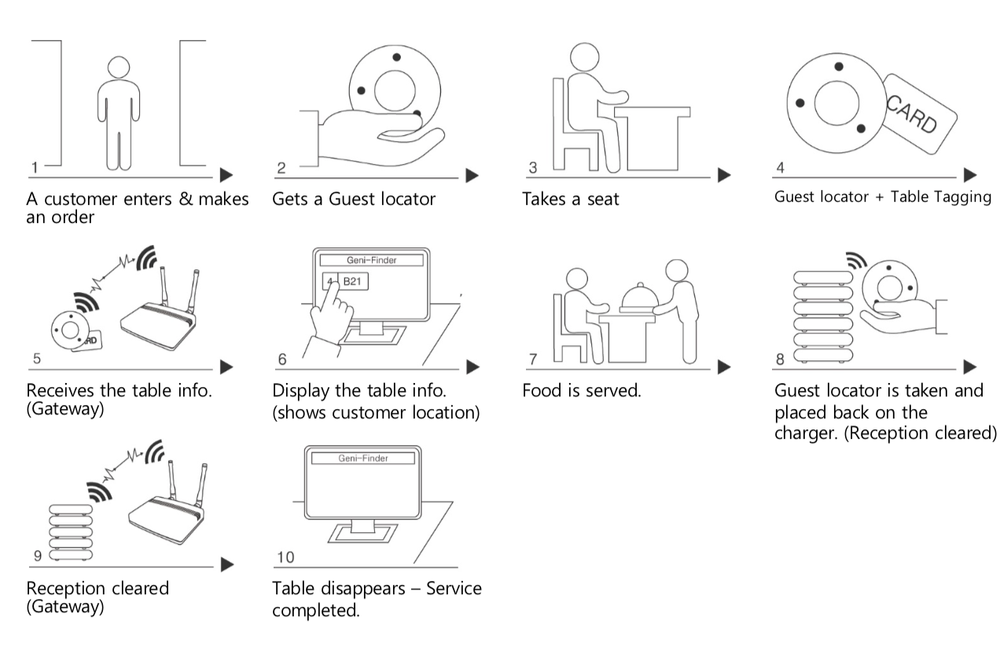 1
A customer enters & makes
an order
2
Gets a Guest locator
3
Takes a seat
CARD
4
Guest locator + Table Tagging
RD
5
Receives the table info.
(Gateway)
Geni-Finder
4 B21
6
Display the table info.
(shows customer location)
7
Food is served.
8
Guest locator is taken and
placed back on the
charger. (Reception cleared)
9
Reception cleared
(Gateway)
Geni-Finder
10
Table disappears – Service
completed.